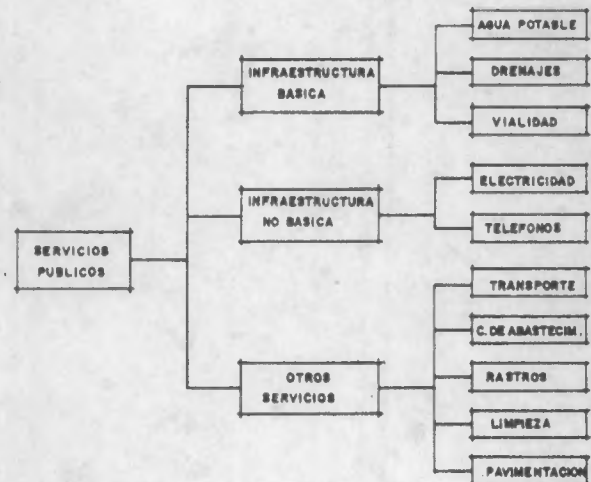 SERVICIOS
PUBLICOS
INFRAESTRUCTURA
BASICA
AGUA POTABLE
DRENAJES
VIALIDAD
INFRAESTRUCTURA
NO BASICA
ELECTRICIDAD
TELEFONOS
OTROS
SERVICIOS
TRANSPORTE
C. DE ABASTECIM.
RASTROS
LIMPIEZA
PAVIMENTACION